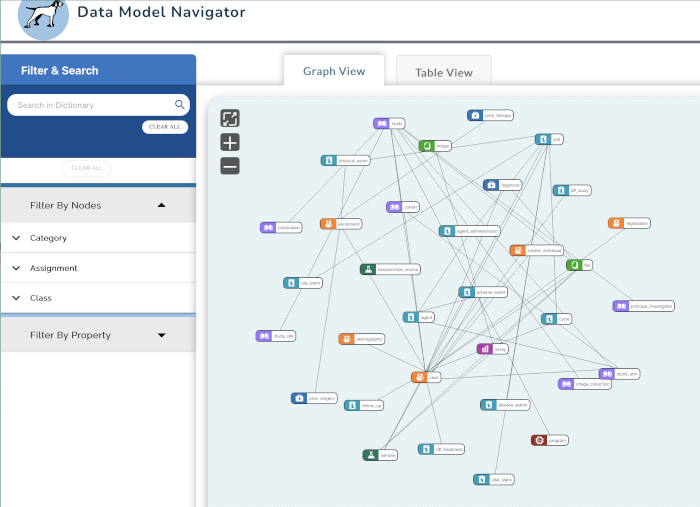 Data Model Navigator
Filter & Search
Graph View
Table View
Search in Dictionary
CLEAR ALL
CLEAR ALL
Filter By Nodes
Category
Assignment
Class
Filter By Property
study
prior_therapy
image
visit
physical_exam
diagnosis
off_study
cohort
publication
enrollment
registration
agent_administration
canine_individual
file
biospecimen_source
lab_exam
adverse_event
principal_investigator
agent
cycle
study_site
demographic
assay
case
study_arm
image_collection
prior_surgery
follow_up
disease_extent
program
sample
off_treatment
vital_signs